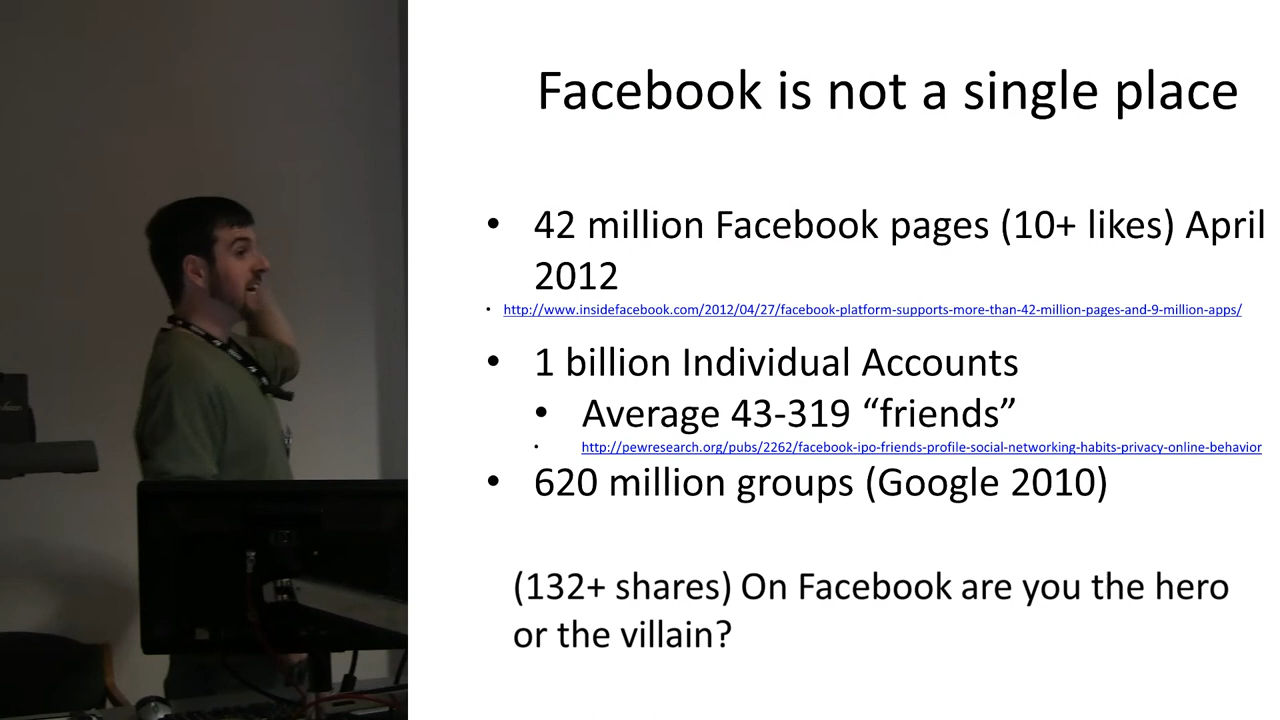 Facebook is not a single place
• 42 million Facebook pages (10+ likes) April
2012
• http://www.insidefacebook.com/2012/04/27/facebook-platform-supports-more-than-42-million-pages-and-9-million-apps/
• 1 billion Individual Accounts
• Average 43-319 “friends”
• http://pewresearch.org/pubs/2262/facebook-ipo-friends-profile-social-networking-habits-privacy-online-behavior
• 620 million groups (Google 2010)
(132+ shares) On Facebook are you the hero
or the villain?